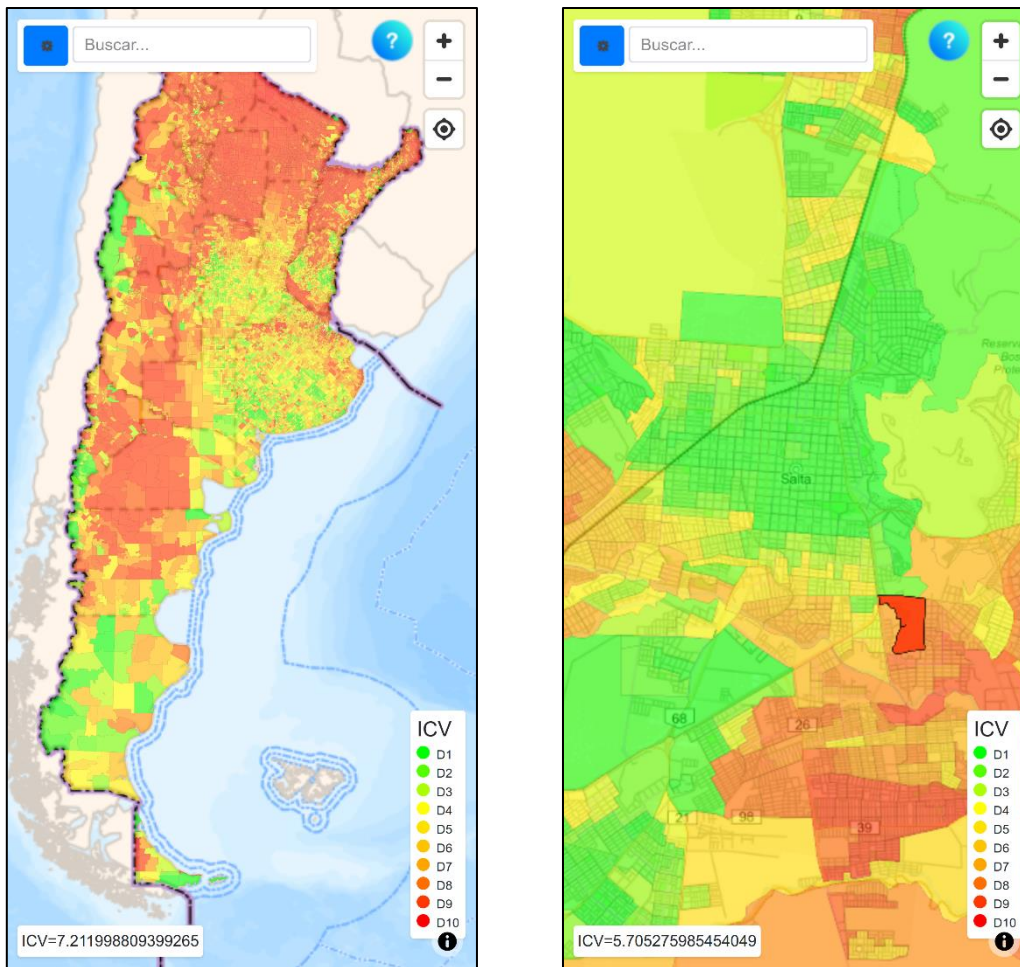 Buscar...
?
+
−
ICV
D1
D2
D3
D4
D5
D6
D7
D8
D9
D10
ICV=7.211998809399265
Buscar...
?
+
−
9
Salta
68
26
21
98
39
ICV
D1
D2
D3
D4
D5
D6
D7
D8
D9
D10
ICV=5.705275985454049